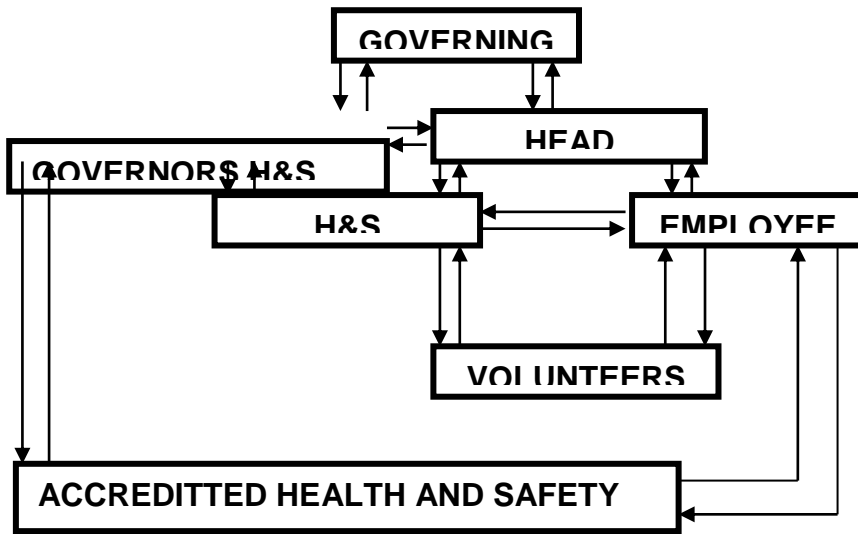 GOVERNING
HEAD
GOVERNORS H&S
H&S
EMPLOYEE
VOLUNTEERS
ACCREDITTED HEALTH AND SAFETY